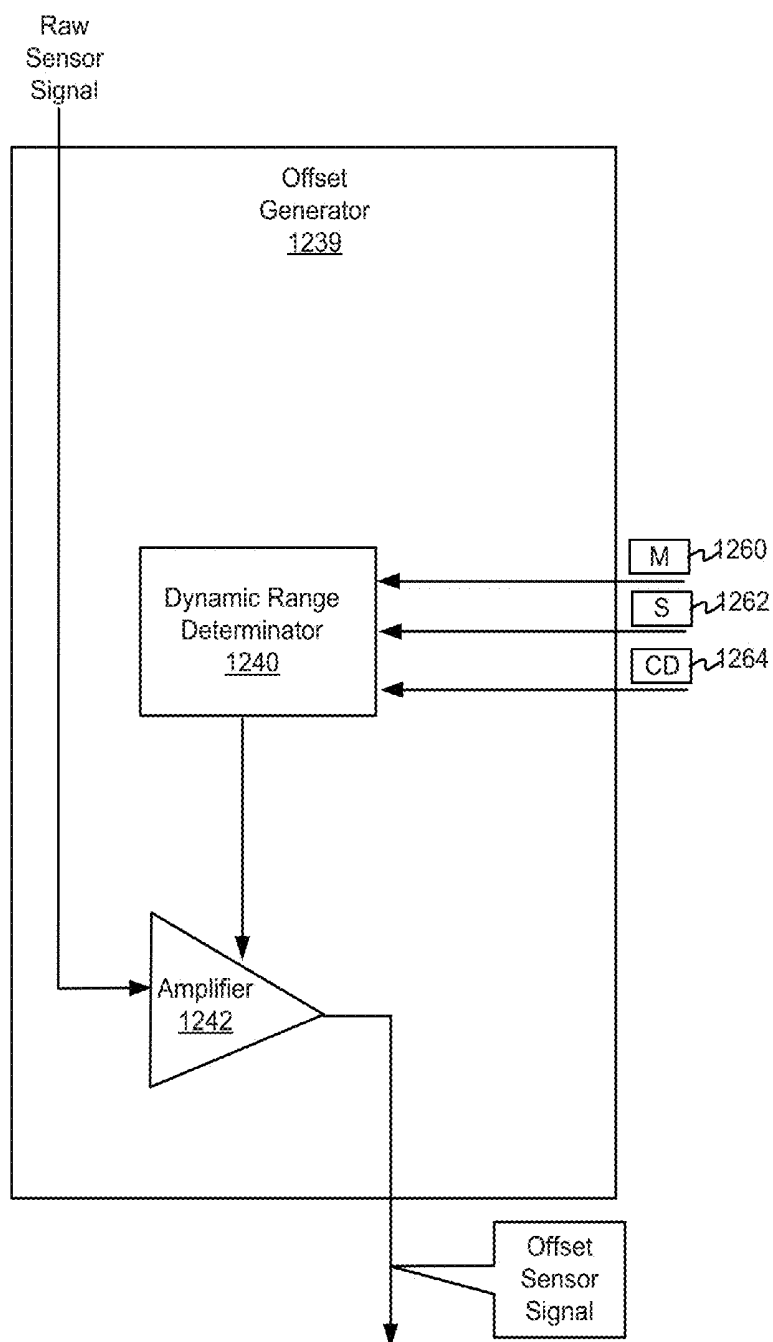 Raw
Sensor
Signal
Offset
Generator
1239
M
1260
S
1262
CD
1264
Dynamic Range
Determinator
1240
Amplifier
1242
Offset
Sensor
Signal